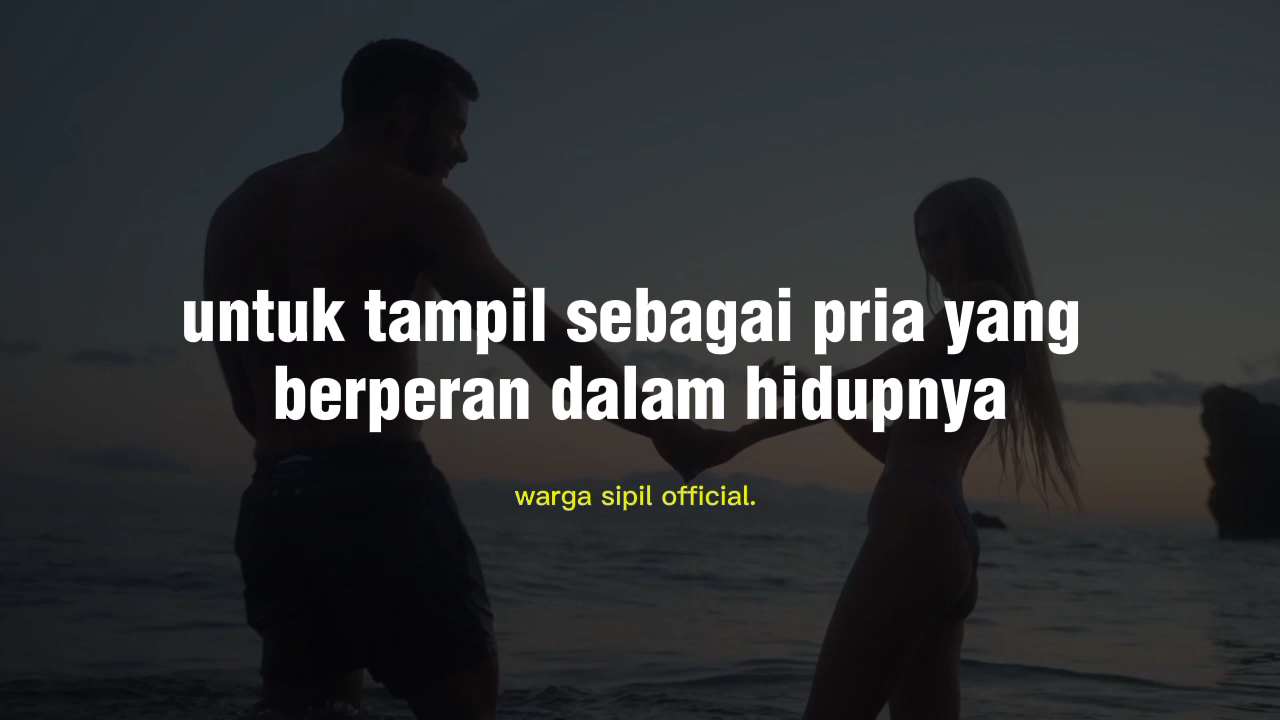 untuk tampil sebagai pria yang
berperan dalam hidupnya
warga sipil official.